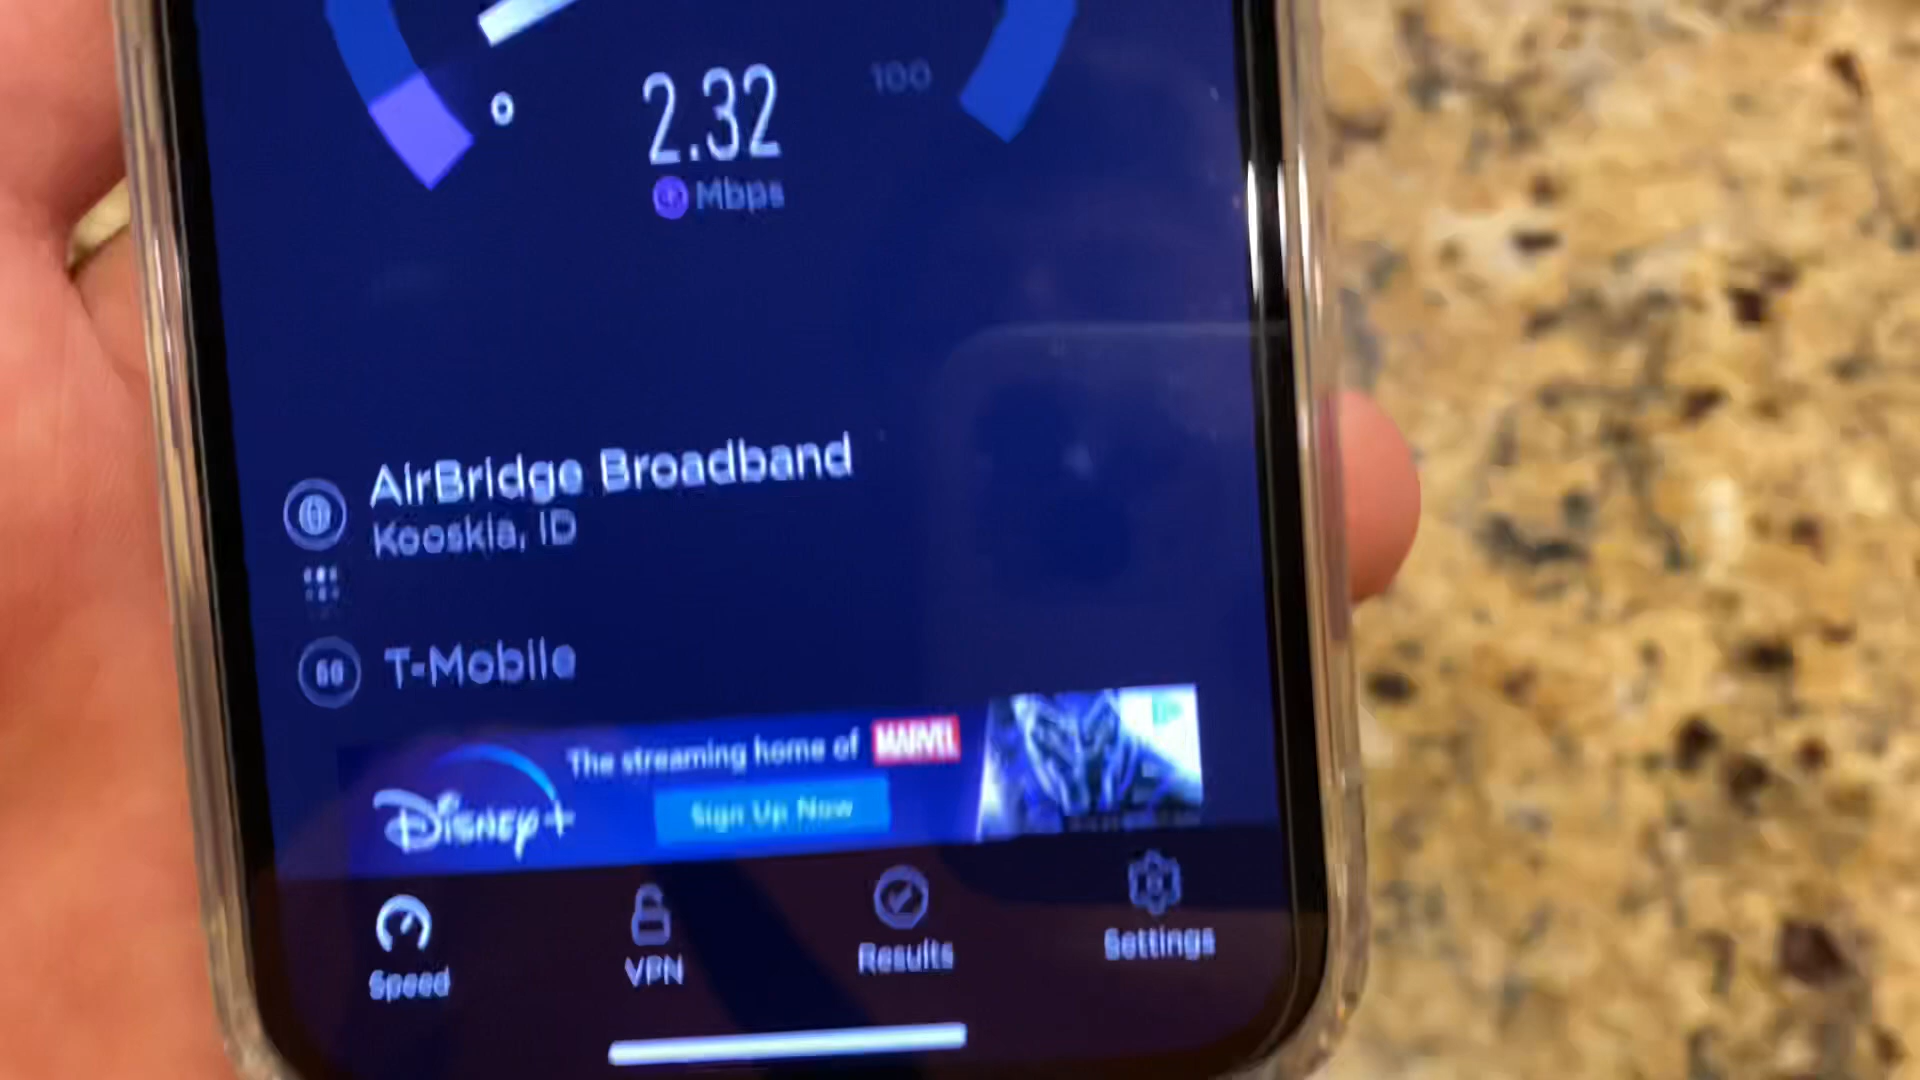 0
2.32
100
Mbps
AirBridge Broadband
Kooskia, ID
T-Mobile
The streaming home of MARVEL
Disney+
Sign Up Now
Speed
VPN
Results
Settings